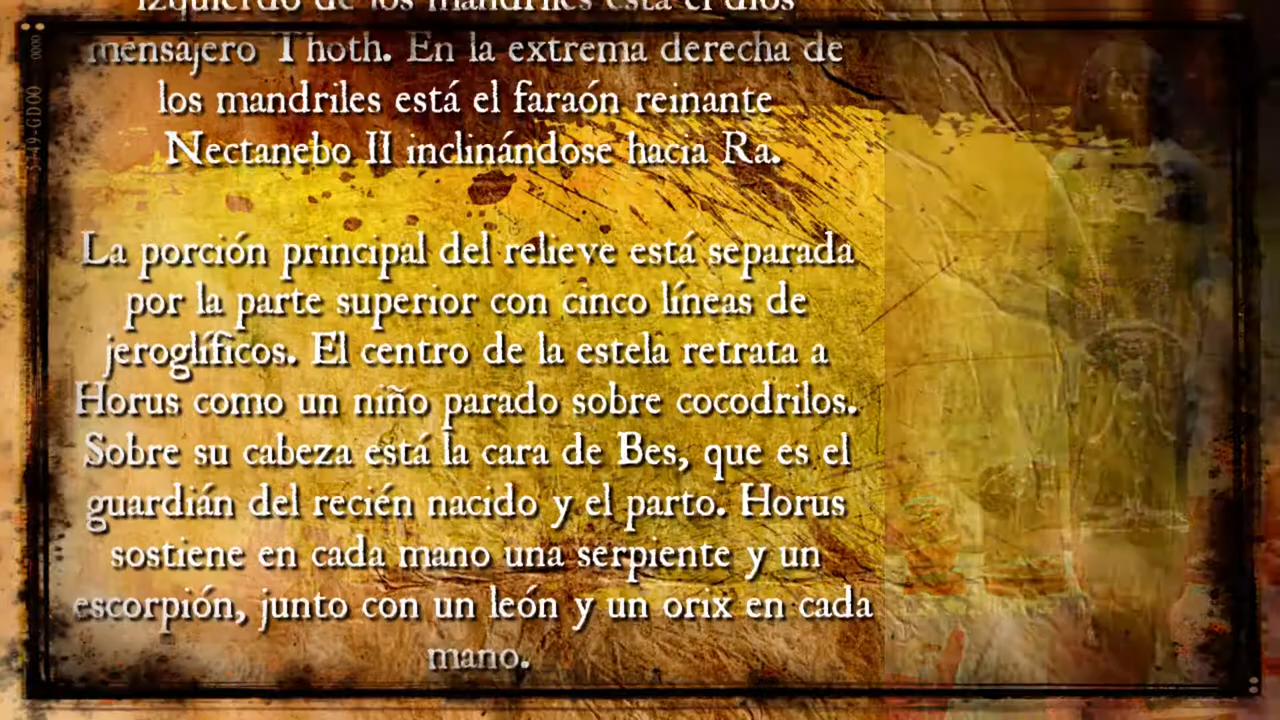 izquierdo de los mandriles está el dios
mensajero Thoth. En la extrema derecha de
los mandriles está el faraón reinante
Nectanebo II inclinándose hacia Ra.
La porción principal del relieve está separada
por la parte superior con cinco líneas de
jeroglíficos. El centro de la estela retrata a
Horus como un niño parado sobre cocodrilos.
Sobre su cabeza está la cara de Bes, que es el
guardián del recién nacido y el parto. Horus
sostiene en cada mano una serpiente y un
escorpión, junto con un león y un orix en cada
mano.